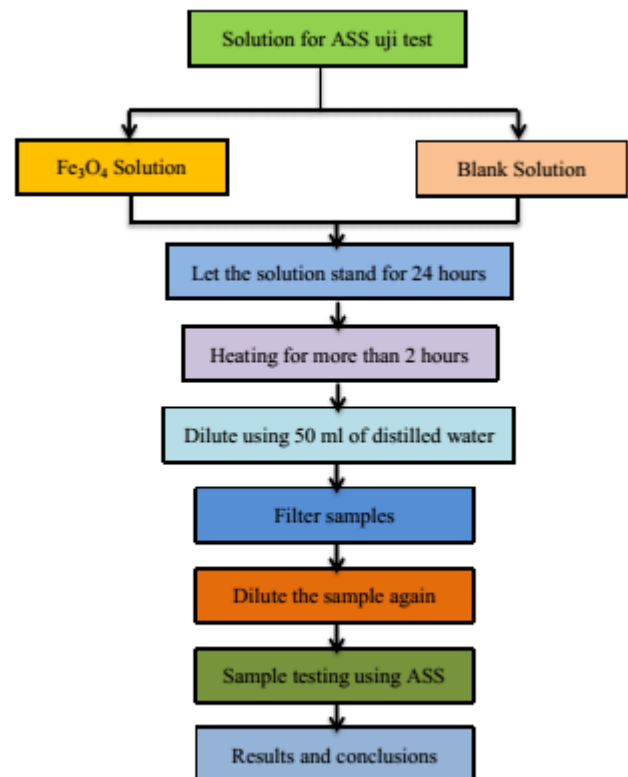 Solution for ASS uji test
Fe₃O₄ Solution
Blank Solution
Let the solution stand for 24 hours
Heating for more than 2 hours
Dilute using 50 ml of distilled water
Filter samples
Dilute the sample again
Sample testing using ASS
Results and conclusions